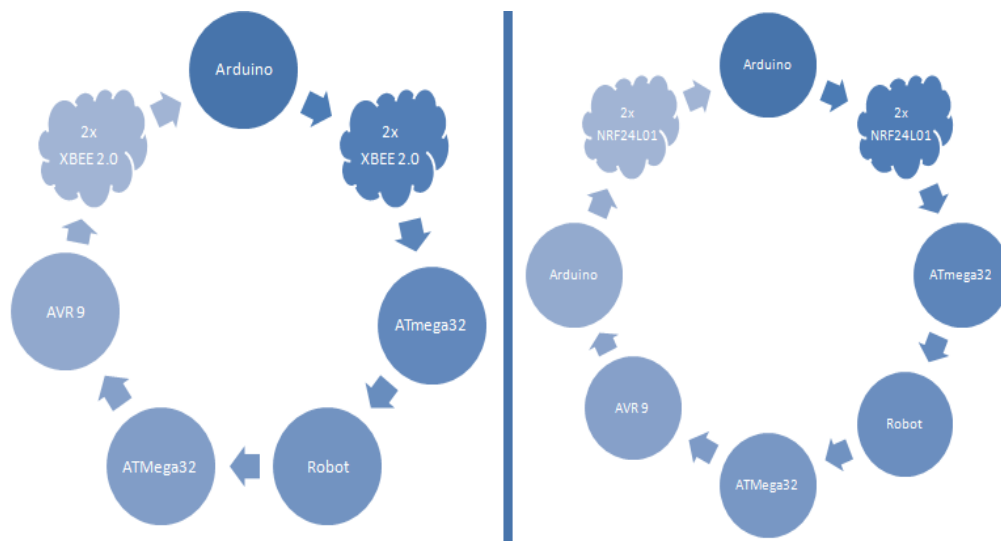 Arduino
2x
XBEE 2.0
ATmega32
Robot
ATMega32
AVR 9
2x
XBEE 2.0
Arduino
2x
NRF24L01
ATmega32
Robot
ATMega32
AVR 9
Arduino
2x
NRF24L01